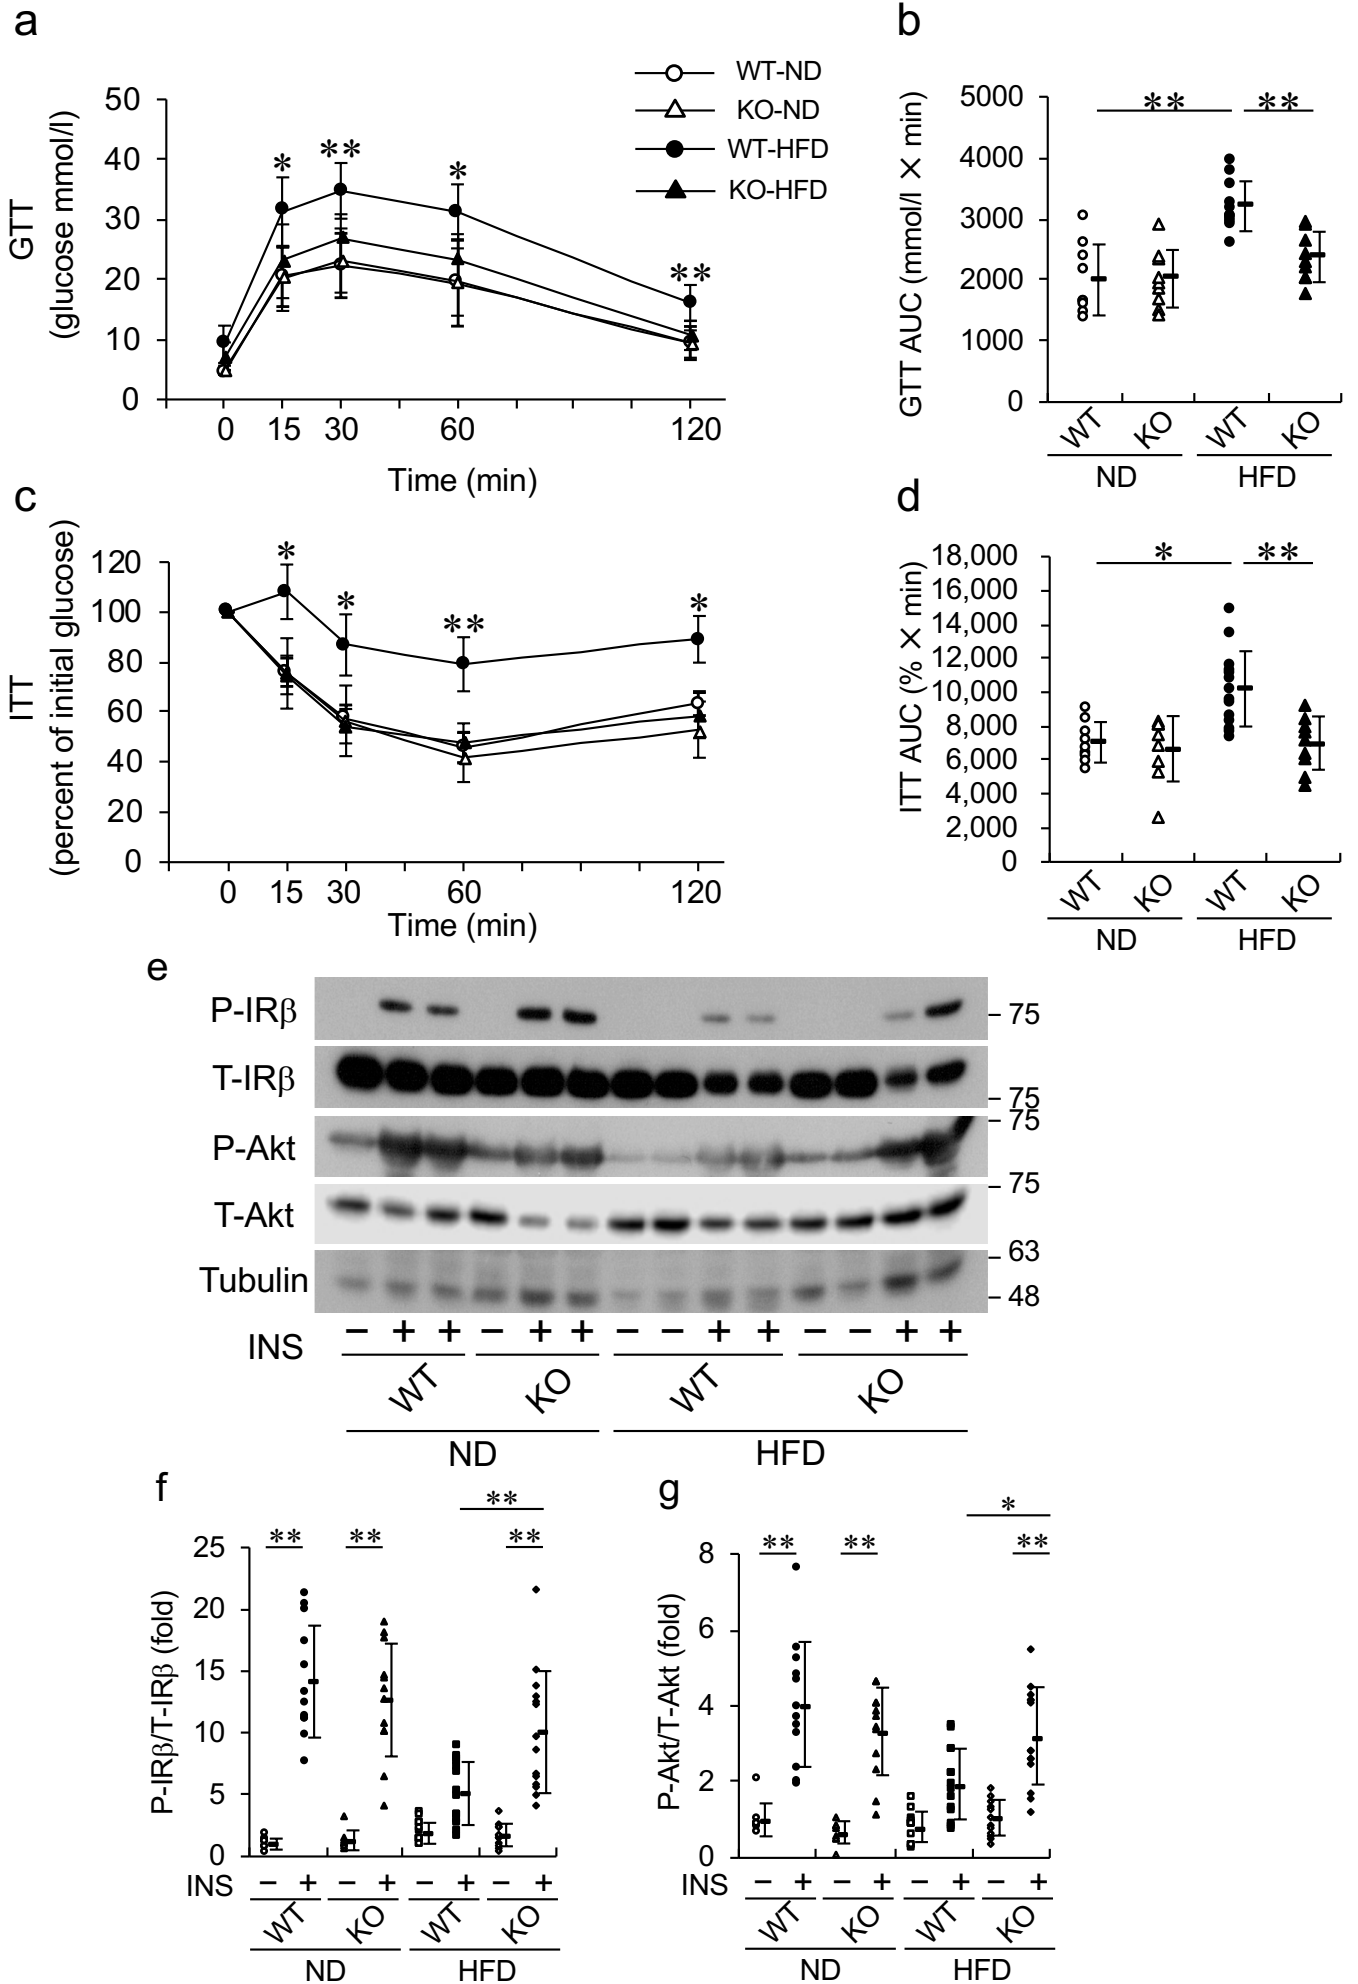 a
GTT
(glucose mmol/l)
50
40
30
20
10
0
* ** * **
0 15 30 60 120
Time (min)
WT-ND
KO-ND
WT-HFD
KO-HFD
b
GTT AUC (mmol/l × min)
5000
4000
3000
2000
1000
0
** **
WT KO WT KO
ND HFD
c
ITT
(percent of initial glucose)
120
100
80
60
40
20
0
* * ** *
0 15 30 60 120
Time (min)
d
ITT AUC (% × min)
18,000
16,000
14,000
12,000
10,000
8,000
6,000
4,000
2,000
0
* **
WT KO WT KO
ND HFD
e
P-IRβ
75
T-IRβ
75
P-Akt
75
T-Akt
75
Tubulin
63
48
INS − + + − + + − − + + − − + +
WT KO WT KO
ND HFD
f
P-IRβ/T-IRβ (fold)
25
20
15
10
5
0
** ** ** **
INS − + − + − + − +
WT KO WT KO
ND HFD
g
P-Akt/T-Akt (fold)
8
6
4
2
0
** ** * **
INS − + − + − + − +
WT KO WT KO
ND HFD